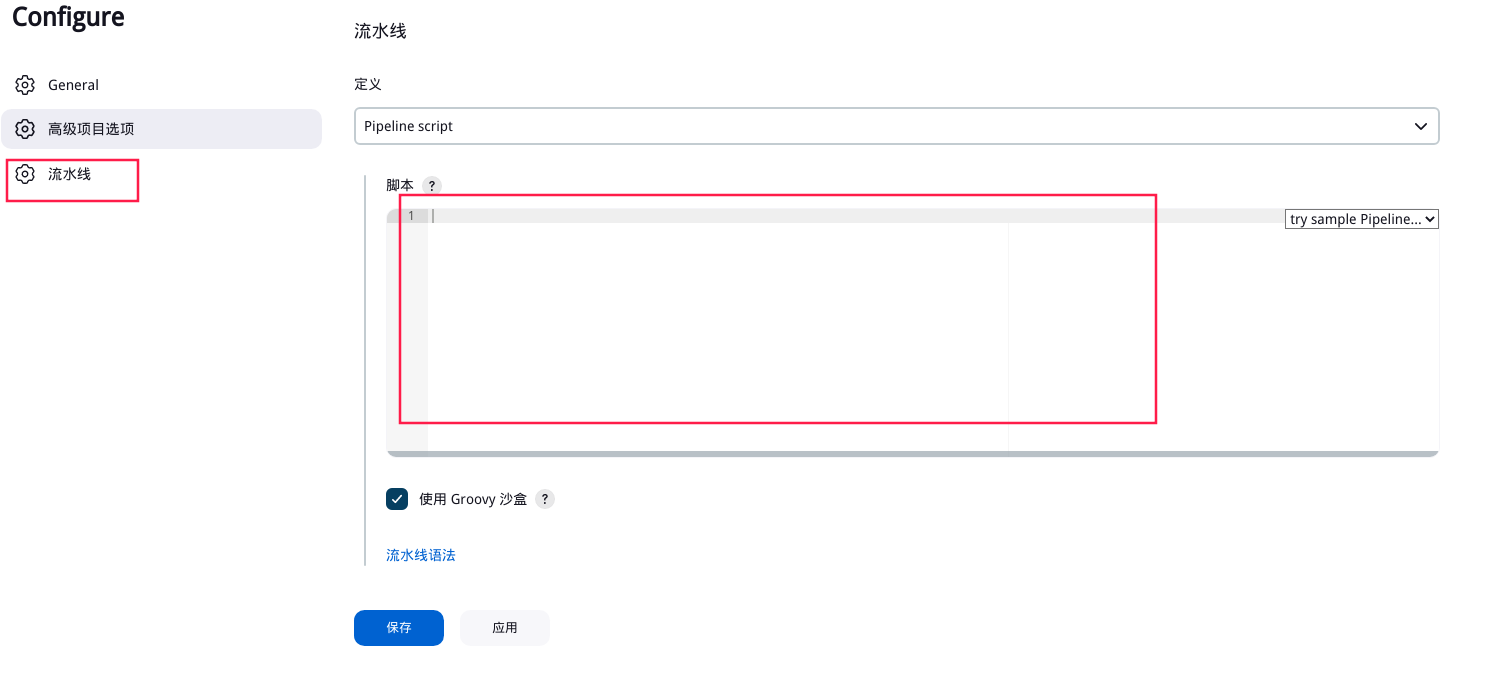 Configure
General
高级项目选项
流水线
流水线
定义
Pipeline script
脚本 ?
1
try sample Pipeline...
使用 Groovy 沙盒 ?
流水线语法
保存
应用